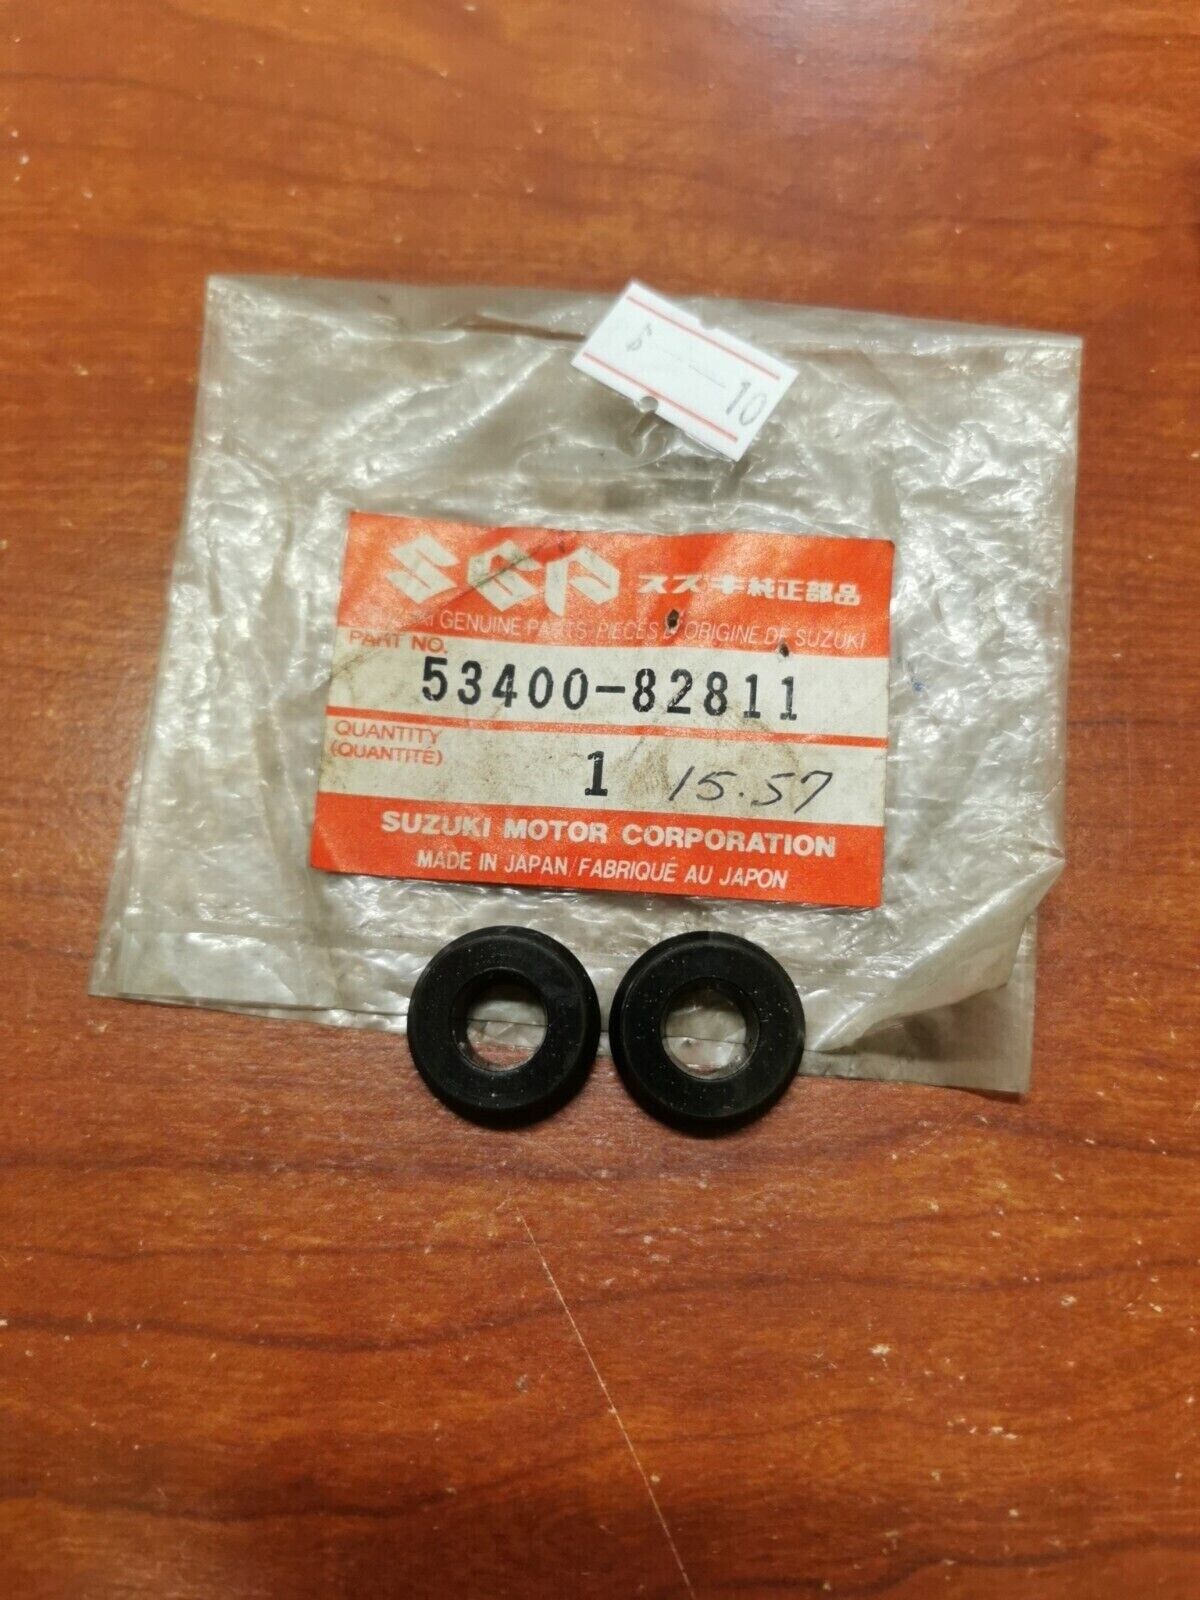 $ 10
SGP スズキ純正部品
GENUINE PARTS·PIECES D'ORIGINE DE SUZUKI
PART NO.
53400-82811
QUANTITY
(QUANTITÉ)
1 15.57
SUZUKI MOTOR CORPORATION
MADE IN JAPAN/FABRIQUÉ AU JAPON